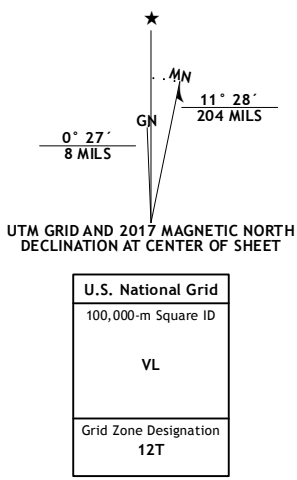 ★
MN
GN
11° 28´
204 MILS
0° 27´
8 MILS
UTM GRID AND 2017 MAGNETIC NORTH
DECLINATION AT CENTER OF SHEET
U.S. National Grid
100,000-m Square ID
VL
Grid Zone Designation
12T